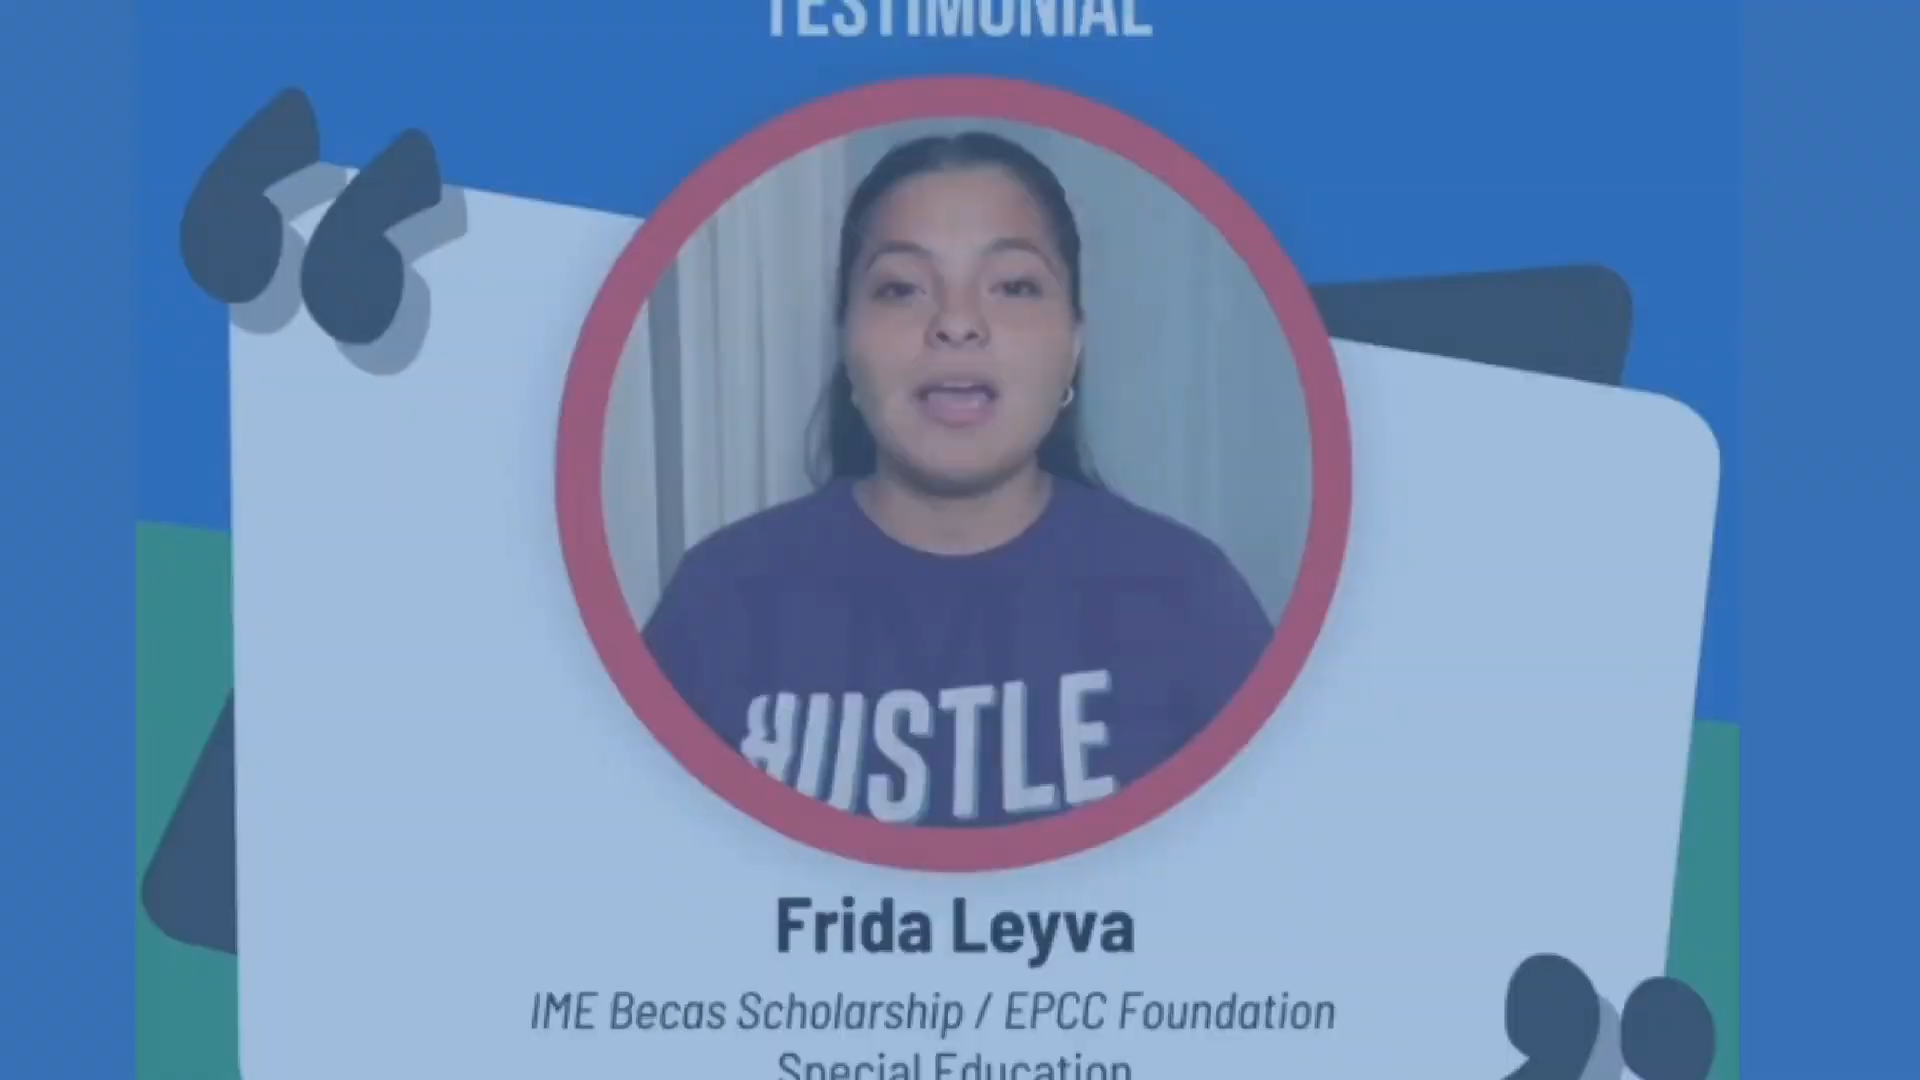 TESTIMONIAL
HUSTLE
Frida Leyva
IME Becas Scholarship / EPCC Foundation
Special Education